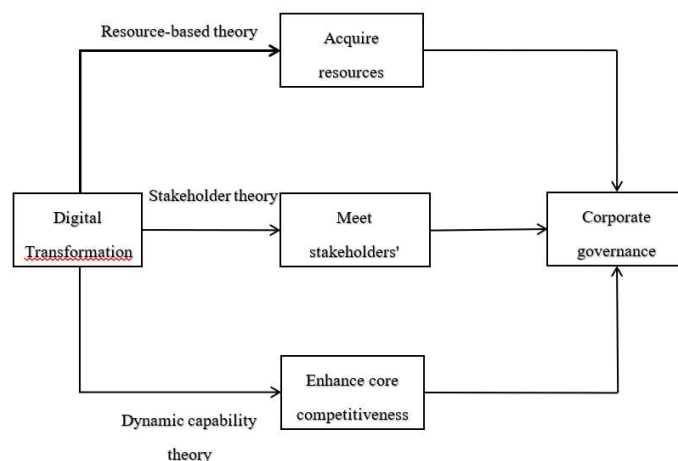 Resource-based theory
Acquire
resources
Stakeholder theory
Digital
Transformation
Meet
stakeholders'
Corporate
governance
Enhance core
competitiveness
Dynamic capability
theory